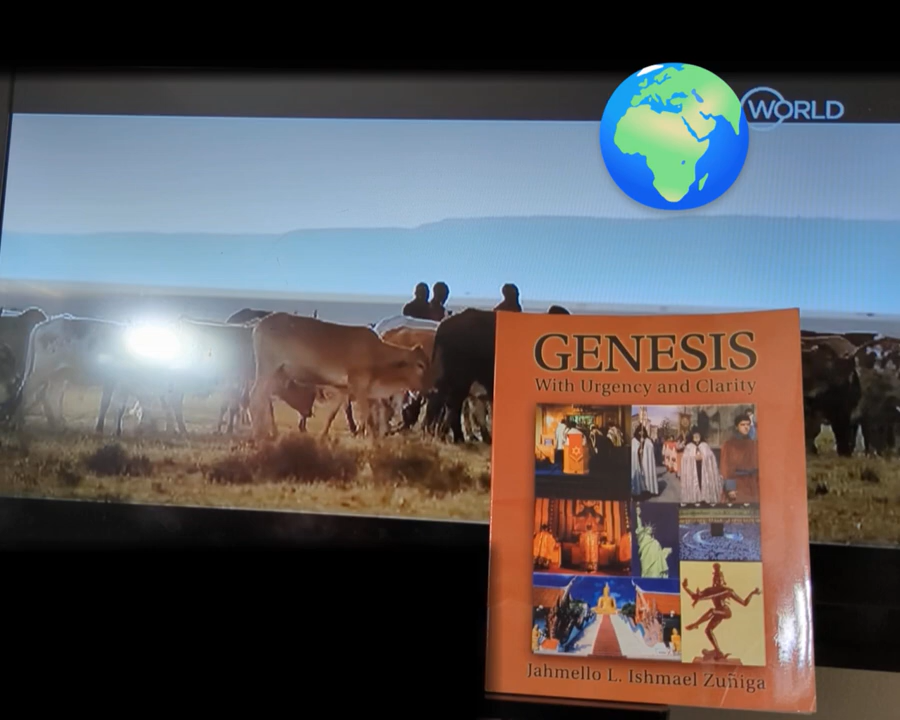 WORLD
GENESIS
With Urgency and Clarity
Jahmello L. Ishmael Zuñiga